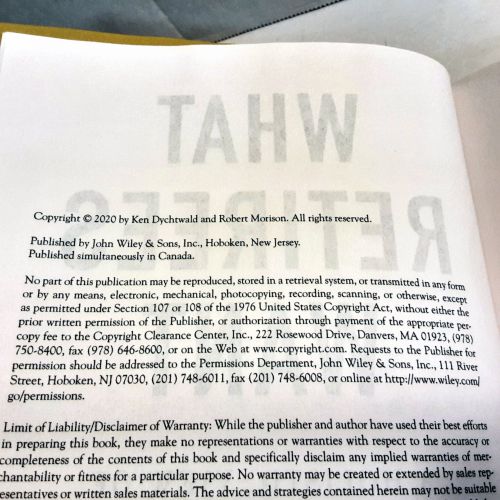 WHAT
RETIREES
WANT
Copyright © 2020 by Ken Dychtwald and Robert Morison. All rights reserved.
Published by John Wiley & Sons, Inc., Hoboken, New Jersey.
Published simultaneously in Canada.
No part of this publication may be reproduced, stored in a retrieval system, or transmitted in any form
or by any means, electronic, mechanical, photocopying, recording, scanning, or otherwise, except
as permitted under Section 107 or 108 of the 1976 United States Copyright Act, without either the
prior written permission of the Publisher, or authorization through payment of the appropriate per-
copy fee to the Copyright Clearance Center, Inc., 222 Rosewood Drive, Danvers, MA 01923, (978)
750-8400, fax (978) 646-8600, or on the Web at www.copyright.com. Requests to the Publisher for
permission should be addressed to the Permissions Department, John Wiley & Sons, Inc., 111 River
Street, Hoboken, NJ 07030, (201) 748-6011, fax (201) 748-6008, or online at http://www.wiley.com/
go/permissions.
Limit of Liability/Disclaimer of Warranty: While the publisher and author have used their best efforts
in preparing this book, they make no representations or warranties with respect to the accuracy or
completeness of the contents of this book and specifically disclaim any implied warranties of mer-
chantability or fitness for a particular purpose. No warranty may be created or extended by sales rep-
resentatives or written sales materials. The advice and strategies contained herein may not be suitable